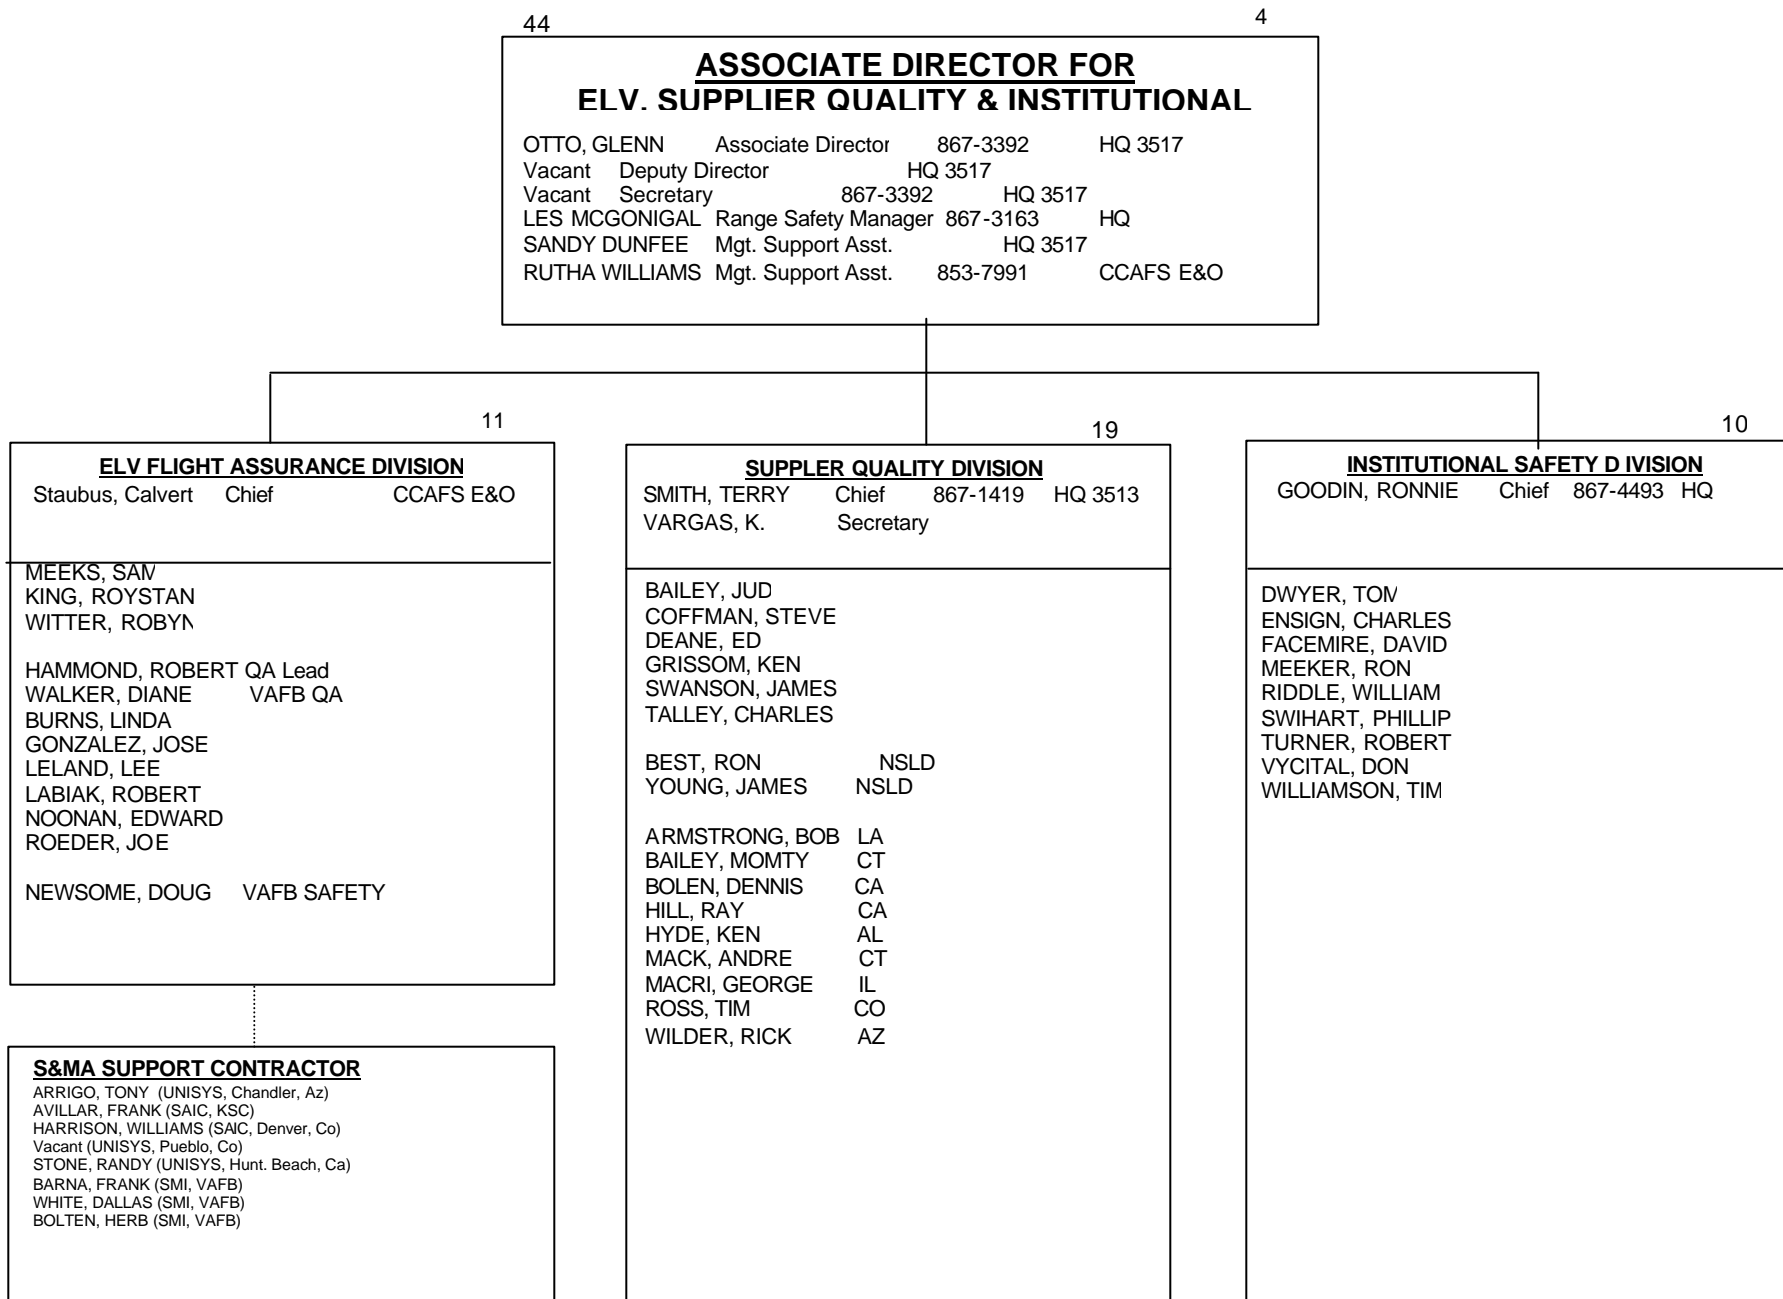 44
4
ASSOCIATE DIRECTOR FOR
ELV, SUPPLIER QUALITY & INSTITUTIONAL
OTTO, GLENN Associate Director 867-3392 HQ 3517
Vacant Deputy Director HQ 3517
Vacant Secretary 867-3392 HQ 3517
LES MCGONIGAL Range Safety Manager 867-3163 HQ
SANDY DUNFEE Mgt. Support Asst. HQ 3517
RUTHA WILLIAMS Mgt. Support Asst. 853-7991 CCAFS E&O
11
ELV FLIGHT ASSURANCE DIVISION
Staubus, Calvert Chief CCAFS E&O
MEEKS, SAM
KING, ROYSTAN
WITTER, ROBYN
HAMMOND, ROBERT QA Lead
WALKER, DIANE VAFB QA
BURNS, LINDA
GONZALEZ, JOSE
LELAND, LEE
LABIAK, ROBERT
NOONAN, EDWARD
ROEDER, JOE
NEWSOME, DOUG VAFB SAFETY
S&MA SUPPORT CONTRACTOR
ARRIGO, TONY (UNISYS, Chandler, Az)
AVILLAR, FRANK (SAIC, KSC)
HARRISON, WILLIAMS (SAIC, Denver, Co)
Vacant (UNISYS, Pueblo, Co)
STONE, RANDY (UNISYS, Hunt. Beach, Ca)
BARNA, FRANK (SMI, VAFB)
WHITE, DALLAS (SMI, VAFB)
BOLTEN, HERB (SMI, VAFB)
19
SUPPLER QUALITY DIVISION
SMITH, TERRY Chief 867-1419 HQ 3513
VARGAS, K. Secretary
BAILEY, JUD
COFFMAN, STEVE
DEANE, ED
GRISSOM, KEN
SWANSON, JAMES
TALLEY, CHARLES
BEST, RON NSLD
YOUNG, JAMES NSLD
ARMSTRONG, BOB LA
BAILEY, MOMTY CT
BOLEN, DENNIS CA
HILL, RAY CA
HYDE, KEN AL
MACK, ANDRE CT
MACRI, GEORGE IL
ROSS, TIM CO
WILDER, RICK AZ
10
INSTITUTIONAL SAFETY D IVISION
GOODIN, RONNIE Chief 867-4493 HQ
DWYER, TOM
ENSIGN, CHARLES
FACEMIRE, DAVID
MEEKER, RON
RIDDLE, WILLIAM
SWIHART, PHILLIP
TURNER, ROBERT
VYCITAL, DON
WILLIAMSON, TIM